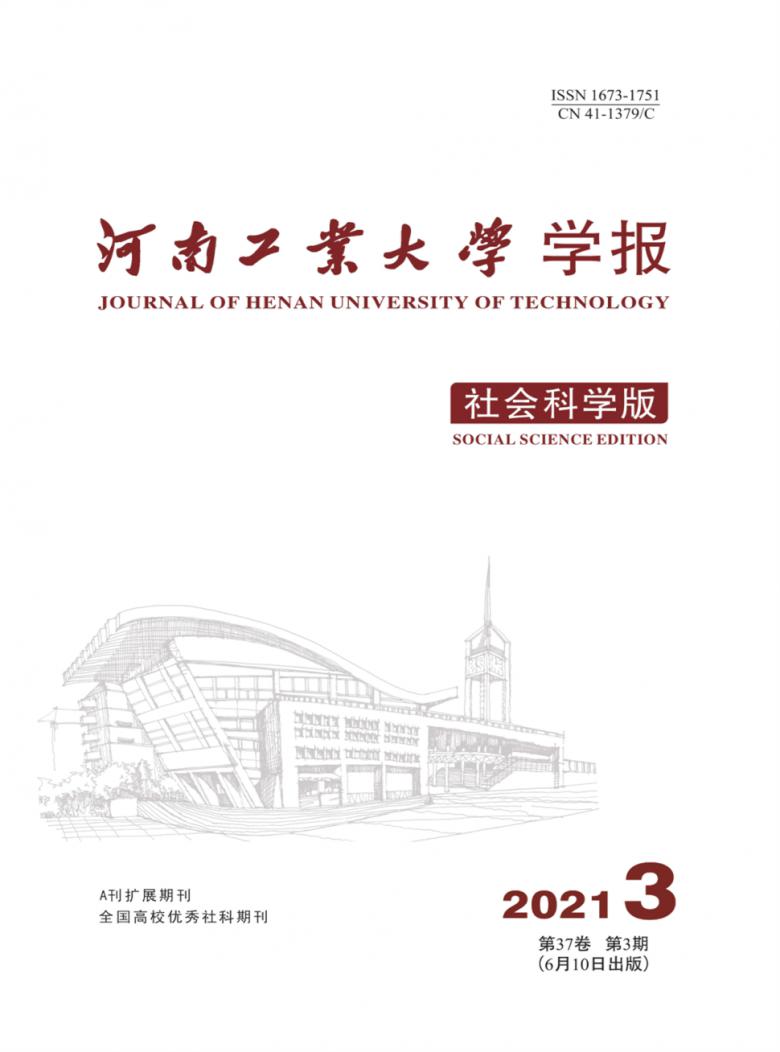 ISSN 1673-1751
CN 41-1379/C
河南工業大學 学报
JOURNAL OF HENAN UNIVERSITY OF TECHNOLOGY
社会科学版
SOCIAL SCIENCE EDITION
A刊扩展期刊
全国高校优秀社科期刊
2021 3
第37卷 第3期
(6月10日出版)